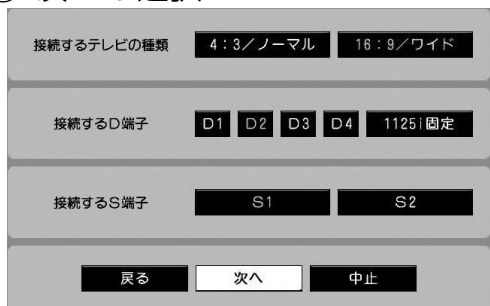 接続するテレビの種類 4:3/ノーマル 16:9/ワイド
接続するD端子 D1 D2 D3 D4 1125i固定
接続するS端子 S1 S2
戻る 次へ 中止